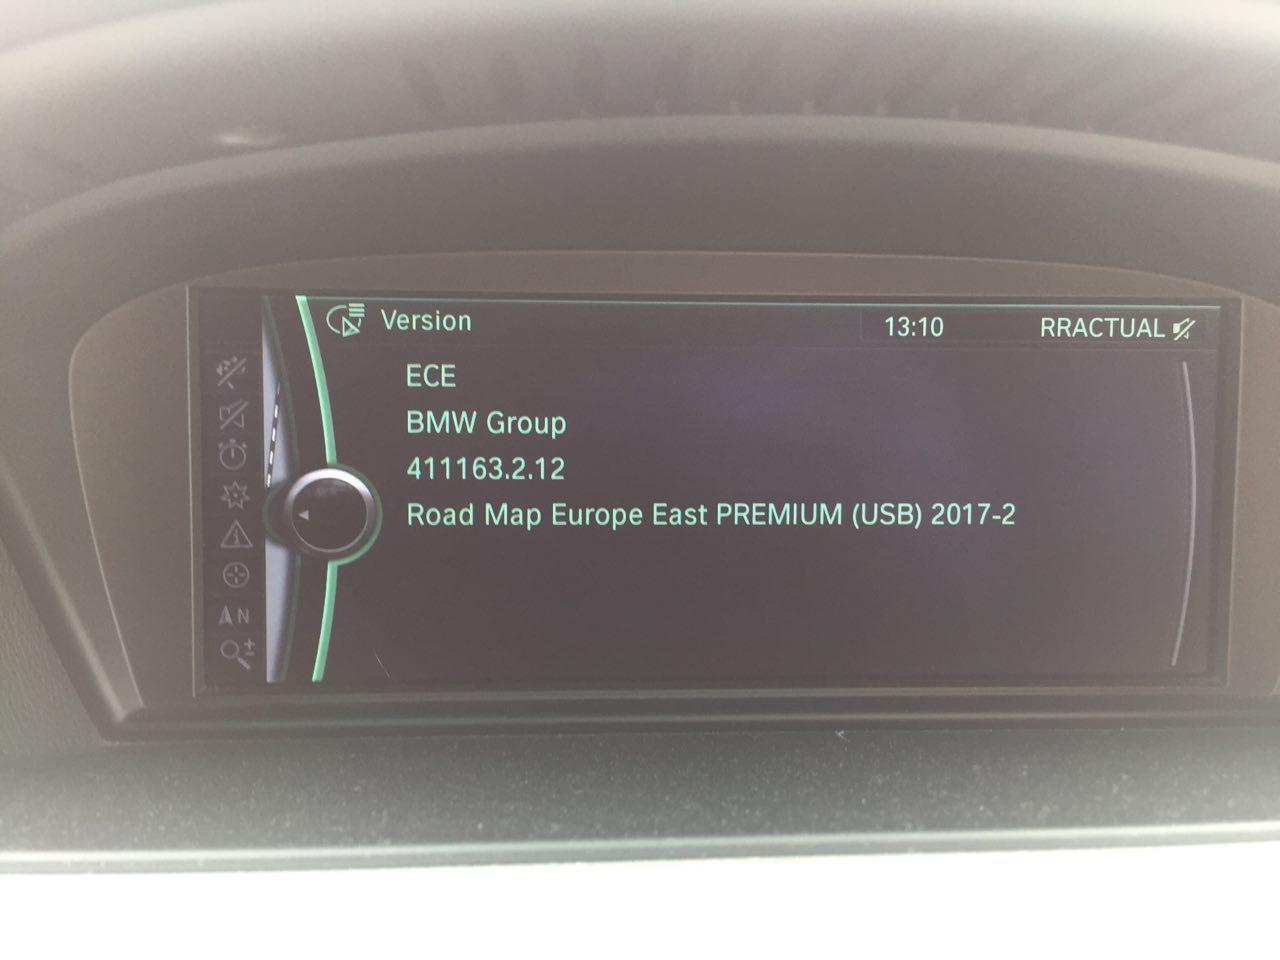 Version
13:10
RRACTUAL
ECE
BMW Group
411163.2.12
Road Map Europe East PREMIUM (USB) 2017-2
N